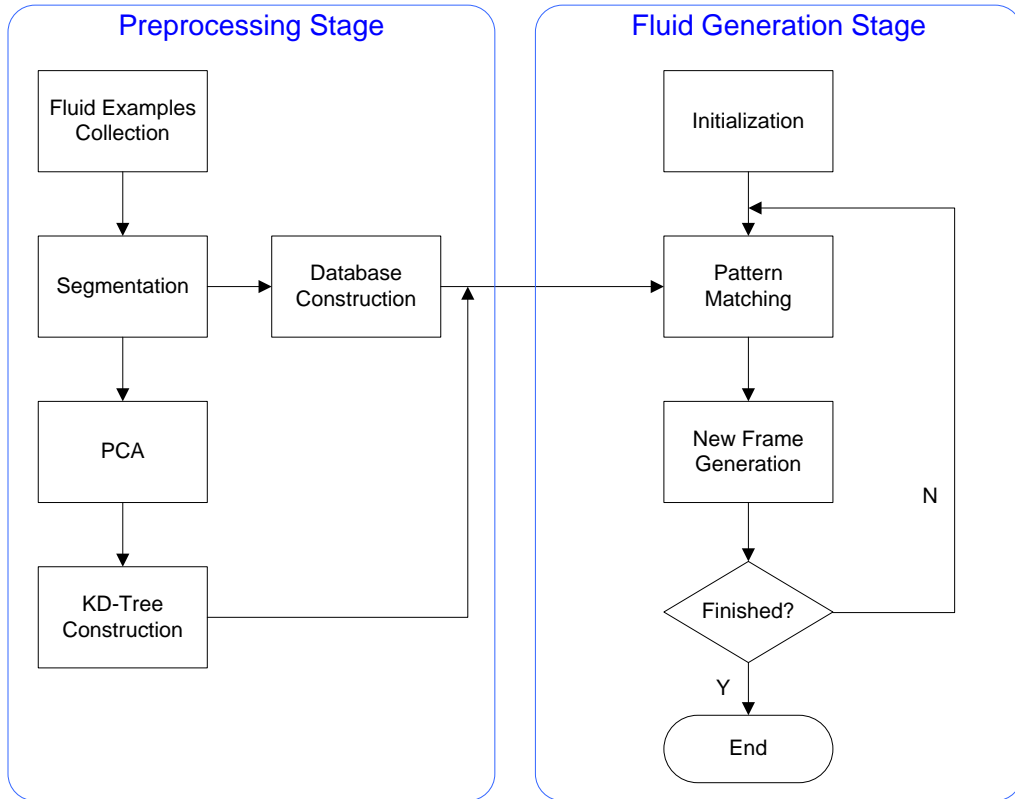 Preprocessing Stage
Fluid Examples
Collection
Segmentation
Database
Construction
PCA
KD-Tree
Construction
Fluid Generation Stage
Initialization
Pattern
Matching
New Frame
Generation
N
Finished?
Y
End